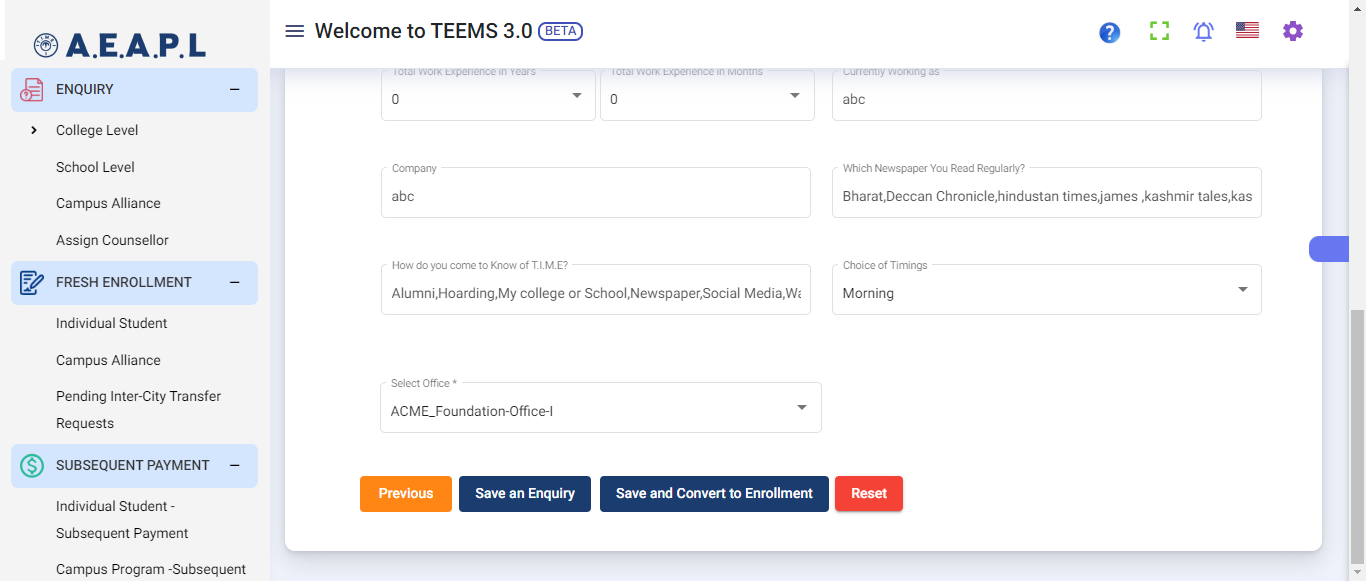 A.E.A.P.L
Welcome to TEEMS 3.0 BETA
ENQUIRY
College Level
School Level
Campus Alliance
Assign Counsellor
FRESH ENROLLMENT
Individual Student
Campus Alliance
Pending Inter-City Transfer
Requests
SUBSEQUENT PAYMENT
Individual Student -
Subsequent Payment
Campus Program -Subsequent
Total Work Experience in Years
0
Total Work Experience in Months
0
Currently Working as
abc
Company
abc
Which Newspaper You Read Regularly?
Bharat,Deccan Chronicle,hindustan times,james ,kashmir tales,kas
How do you come to Know of T.I.M.E?
Alumni,Hoarding,My college or School,Newspaper,Social Media,Wa
Choice of Timings
Morning
Select Office *
ACME_Foundation-Office-I
Previous
Save an Enquiry
Save and Convert to Enrollment
Reset